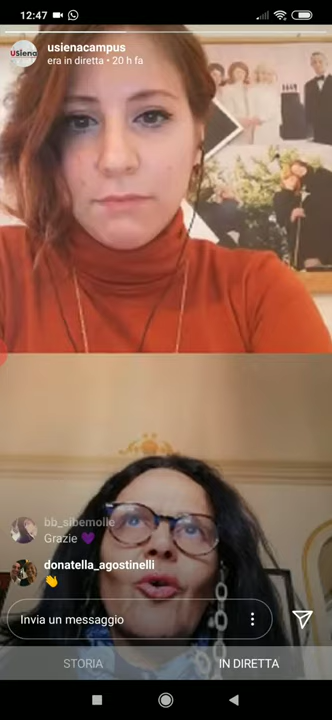 12:47
usienacampus
USiena
era in diretta • 20 h fa
bb_sibemolle
Grazie 💜
donatella_agostinelli
👏
Invia un messaggio
STORIA
IN DIRETTA